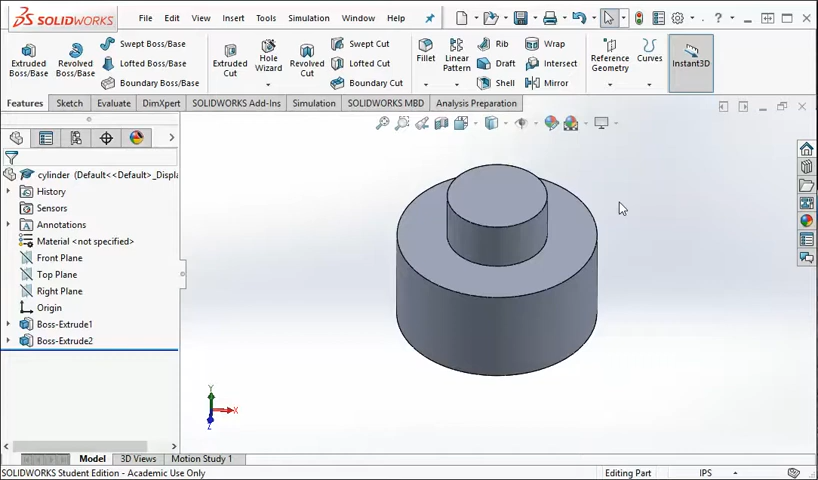 SOLIDWORKS File Edit View Insert Tools Simulation Window Help
Extruded Boss/Base
Revolved Boss/Base
Swept Boss/Base
Lofted Boss/Base
Boundary Boss/Base
Extruded Cut
Hole Wizard
Revolved Cut
Swept Cut
Lofted Cut
Boundary Cut
Fillet
Linear Pattern
Rib
Draft
Shell
Wrap
Intersect
Mirror
Reference Geometry
Curves
Instant3D
Features Sketch Evaluate DimXpert SOLIDWORKS Add-Ins Simulation SOLIDWORKS MBD Analysis Preparation
cylinder (Default<<Default>_Displa
History
Sensors
Annotations
Material <not specified>
Front Plane
Top Plane
Right Plane
Origin
Boss-Extrude1
Boss-Extrude2
Y
X
Z
Model 3D Views Motion Study 1
SOLIDWORKS Student Edition - Academic Use Only Editing Part IPS